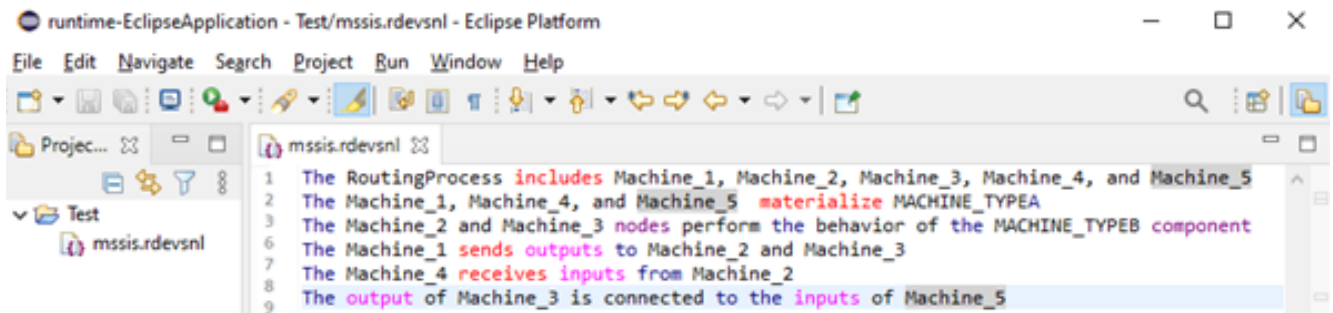 runtime-EclipseApplication - Test/mssis.rdevsnl - Eclipse Platform
File Edit Navigate Search Project Run Window Help
Projec... mssis.rdevsnl
1 The RoutingProcess includes Machine_1, Machine_2, Machine_3, Machine_4, and Machine_5
2 The Machine_1, Machine_4, and Machine_5 materialize MACHINE_TYPEA
3 The Machine_2 and Machine_3 nodes perform the behavior of the MACHINE_TYPEB component
6 The Machine_1 sends outputs to Machine_2 and Machine_3
7 The Machine_4 receives inputs from Machine_2
8 The output of Machine_3 is connected to the inputs of Machine_5
9
Test
mssis.rdevsnl